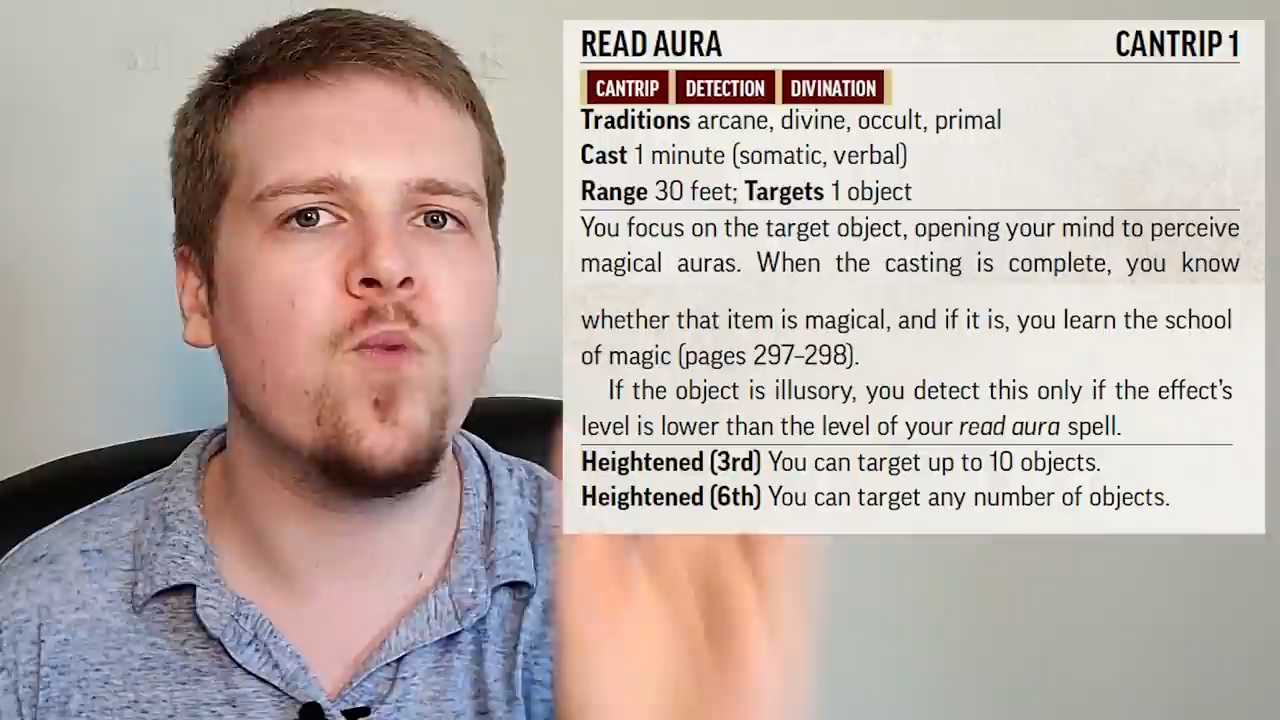 READ AURA CANTRIP 1
CANTRIP DETECTION DIVINATION
Traditions arcane, divine, occult, primal
Cast 1 minute (somatic, verbal)
Range 30 feet; Targets 1 object
You focus on the target object, opening your mind to perceive
magical auras. When the casting is complete, you know
whether that item is magical, and if it is, you learn the school
of magic (pages 297–298).
If the object is illusory, you detect this only if the effect's
level is lower than the level of your read aura spell.
Heightened (3rd) You can target up to 10 objects.
Heightened (6th) You can target any number of objects.